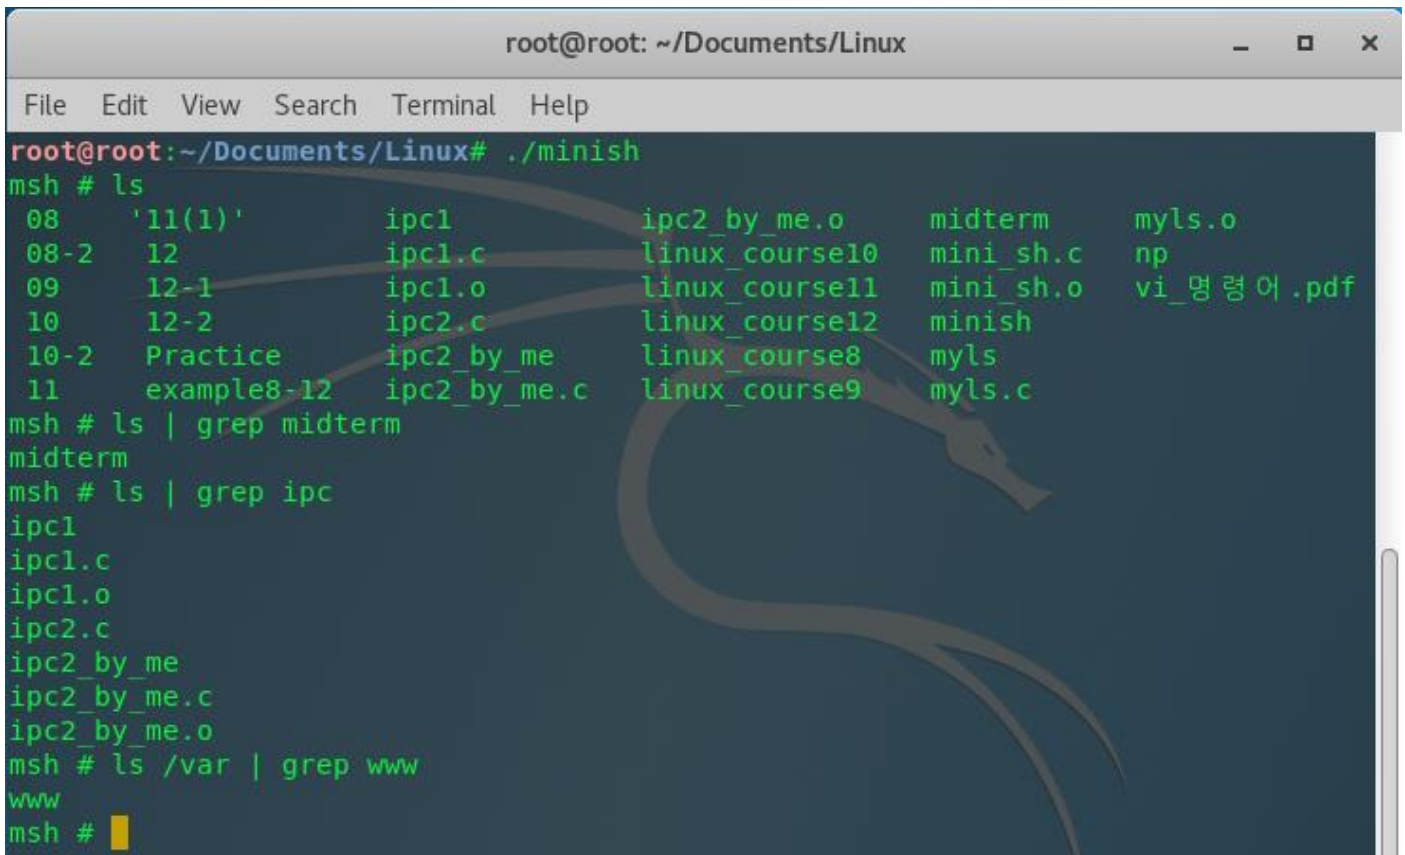 root@root: ~/Documents/Linux
File Edit View Search Terminal Help
root@root:~/Documents/Linux# ./minish
msh # ls
08 '11(1)' ipc1 ipc2_by_me.o midterm myls.o
08-2 12 ipc1.c linux_course10 mini_sh.c np
09 12-1 ipc1.o linux_course11 mini_sh.o vi_명령어.pdf
10 12-2 ipc2.c linux_course12 minish
10-2 Practice ipc2_by_me linux_course8 myls
11 example8-12 ipc2_by_me.c linux_course9 myls.c
msh # ls | grep midterm
midterm
msh # ls | grep ipc
ipc1
ipc1.c
ipc1.o
ipc2.c
ipc2_by_me
ipc2_by_me.c
ipc2_by_me.o
msh # ls /var | grep www
www
msh #